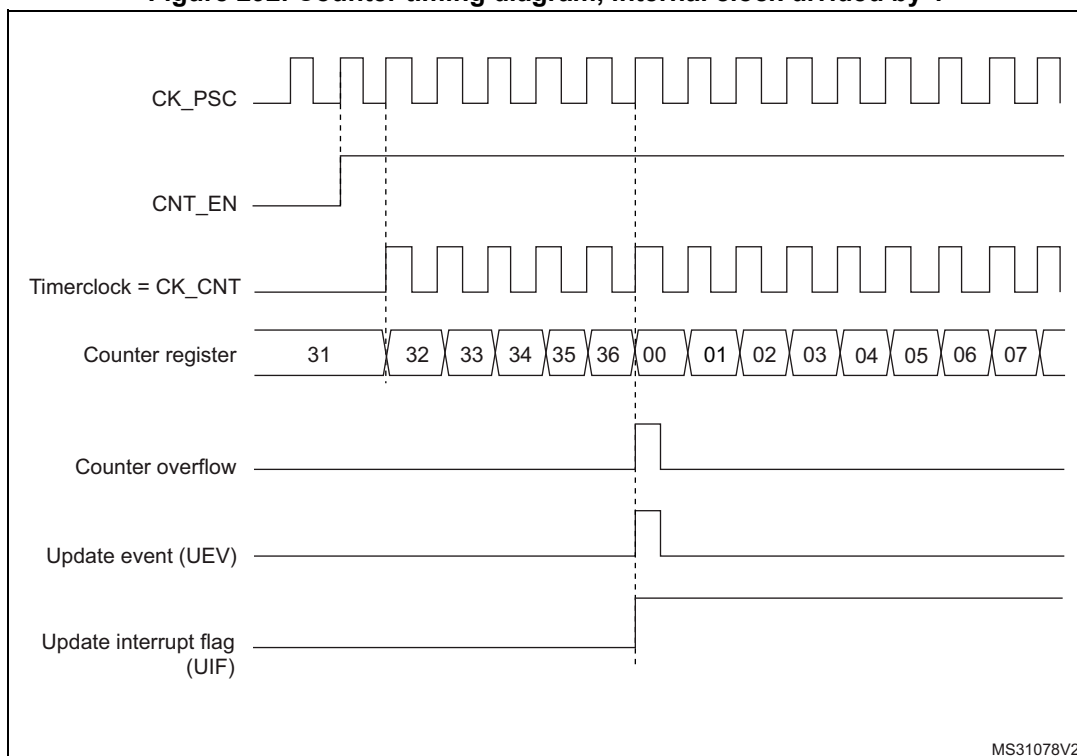 CK_PSC
CNT_EN
Timerclock = CK_CNT
Counter register 31 32 33 34 35 36 00 01 02 03 04 05 06 07
Counter overflow
Update event (UEV)
Update interrupt flag
(UIF)
MS31078V2